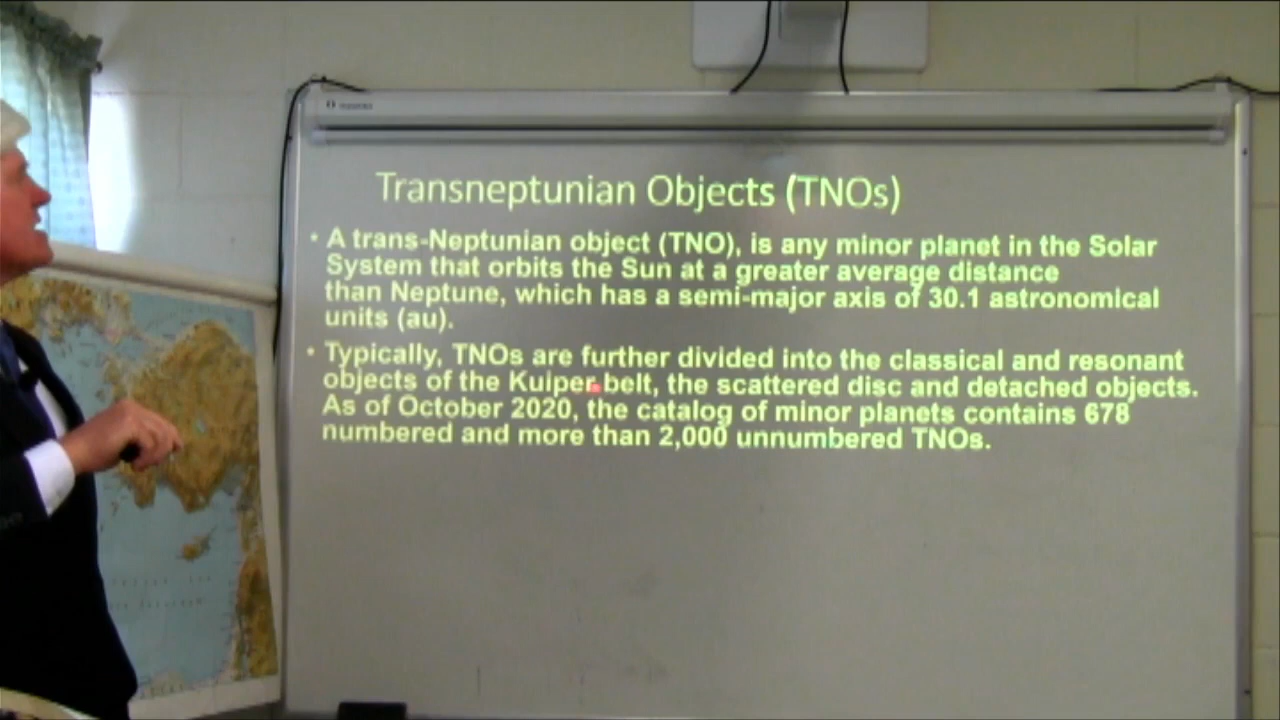 Transneptunian Objects (TNOs)
• A trans-Neptunian object (TNO), is any minor planet in the Solar
System that orbits the Sun at a greater average distance
than Neptune, which has a semi-major axis of 30.1 astronomical
units (au).
• Typically, TNOs are further divided into the classical and resonant
objects of the Kuiper belt, the scattered disc and detached objects.
As of October 2020, the catalog of minor planets contains 678
numbered and more than 2,000 unnumbered TNOs.